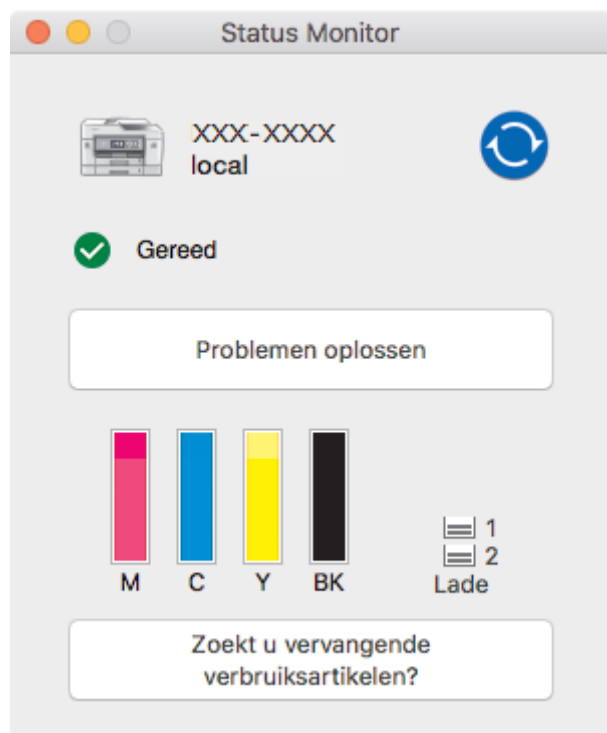 Status Monitor
XXX-XXXX
local
Gereed
Problemen oplossen
M C Y BK
1
2
Lade
Zoekt u vervangende
verbruiksartikelen?